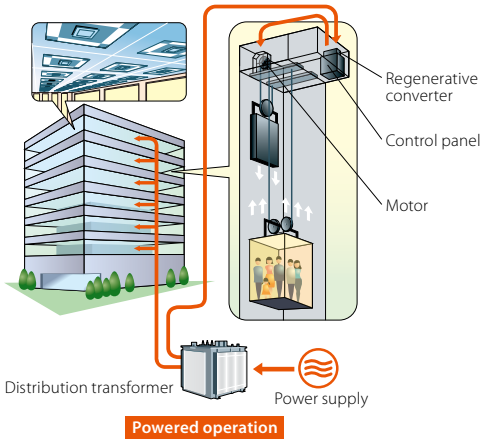 Regenerative
converter
Control panel
Motor
Distribution transformer
Power supply
Powered operation